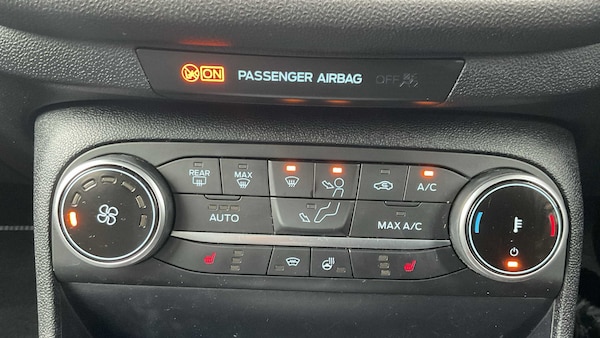 ON PASSENGER AIRBAG OFF
REAR MAX A/C
AUTO MAX A/C